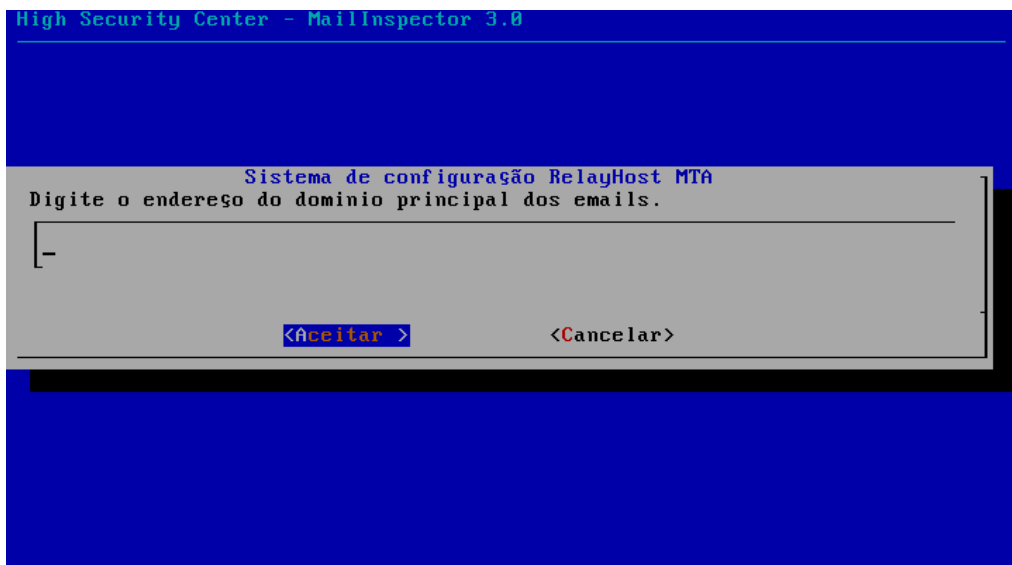 High Security Center - MailInspector 3.0
Sistema de configuração RelayHost MTA
Digite o endereço do dominio principal dos emails.
<Aceitar >
<Cancelar>